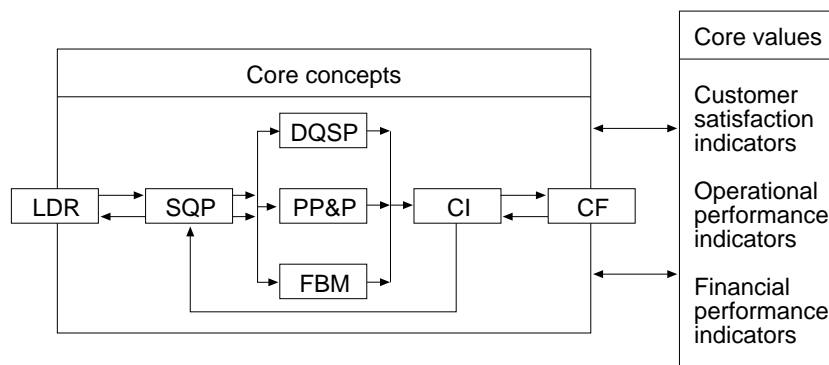 Core values
Core concepts
Customer
satisfaction
indicators
DQSP
LDR
SQP
PP&P
CI
CF
Operational
performance
indicators
FBM
Financial
performance
indicators